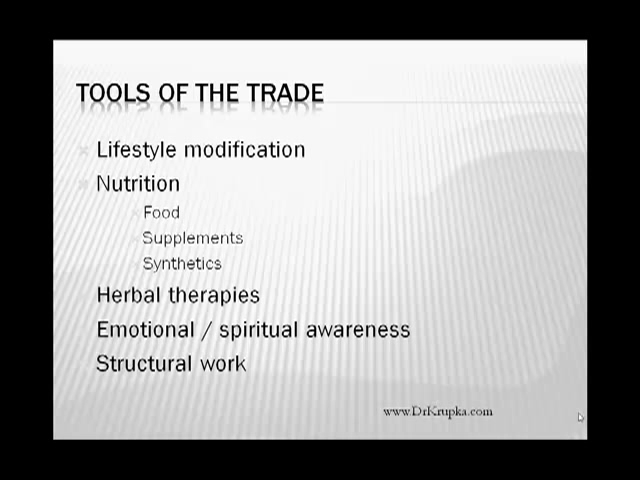 TOOLS OF THE TRADE
Lifestyle modification
Nutrition
Food
Supplements
Synthetics
Herbal therapies
Emotional / spiritual awareness
Structural work
www.DrKrupka.com